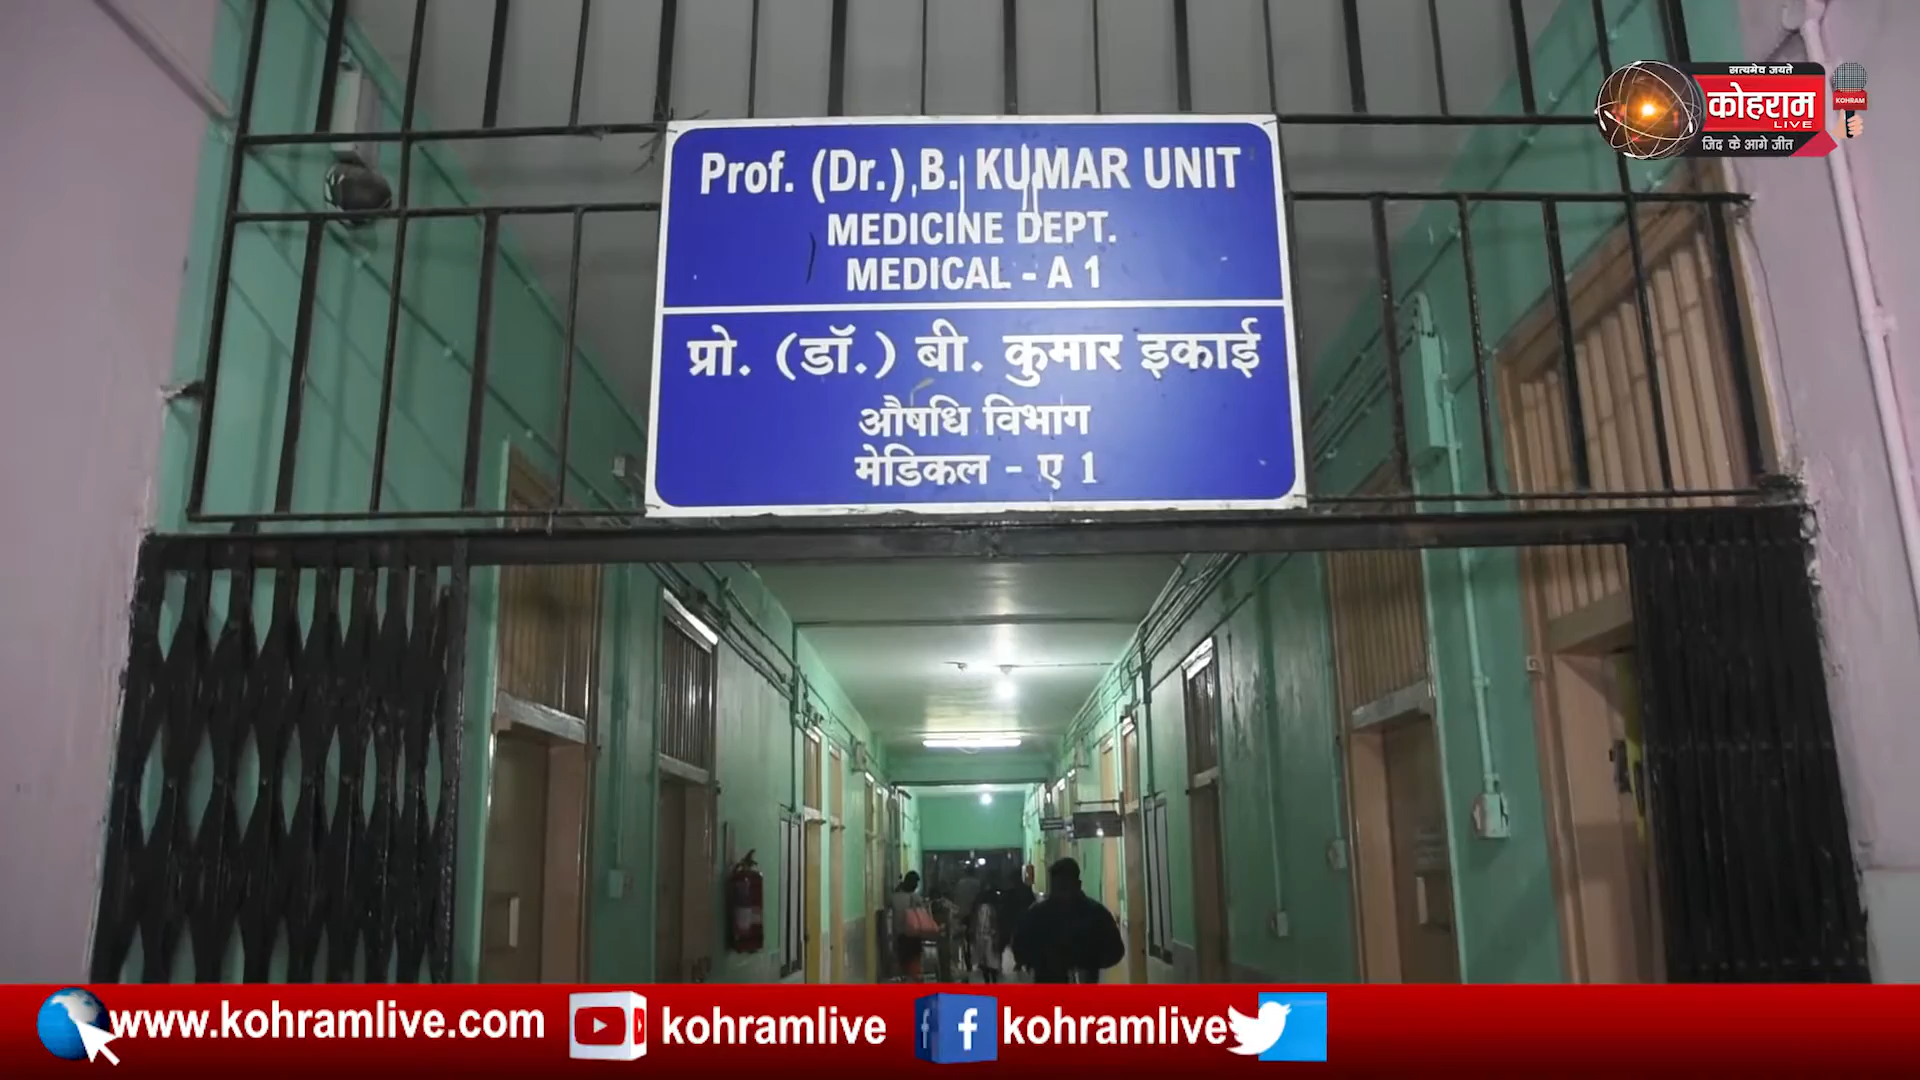 सत्यमेव जयते
कोहराम
LIVE
जिद के आगे जीत
KOHRAM
Prof. (Dr.) B. KUMAR UNIT
MEDICINE DEPT.
MEDICAL - A 1
प्रो. (डॉ.) बी. कुमार इकाई
औषधि विभाग
मेडिकल - ए 1
www.kohramlive.com
kohramlive
kohramlive